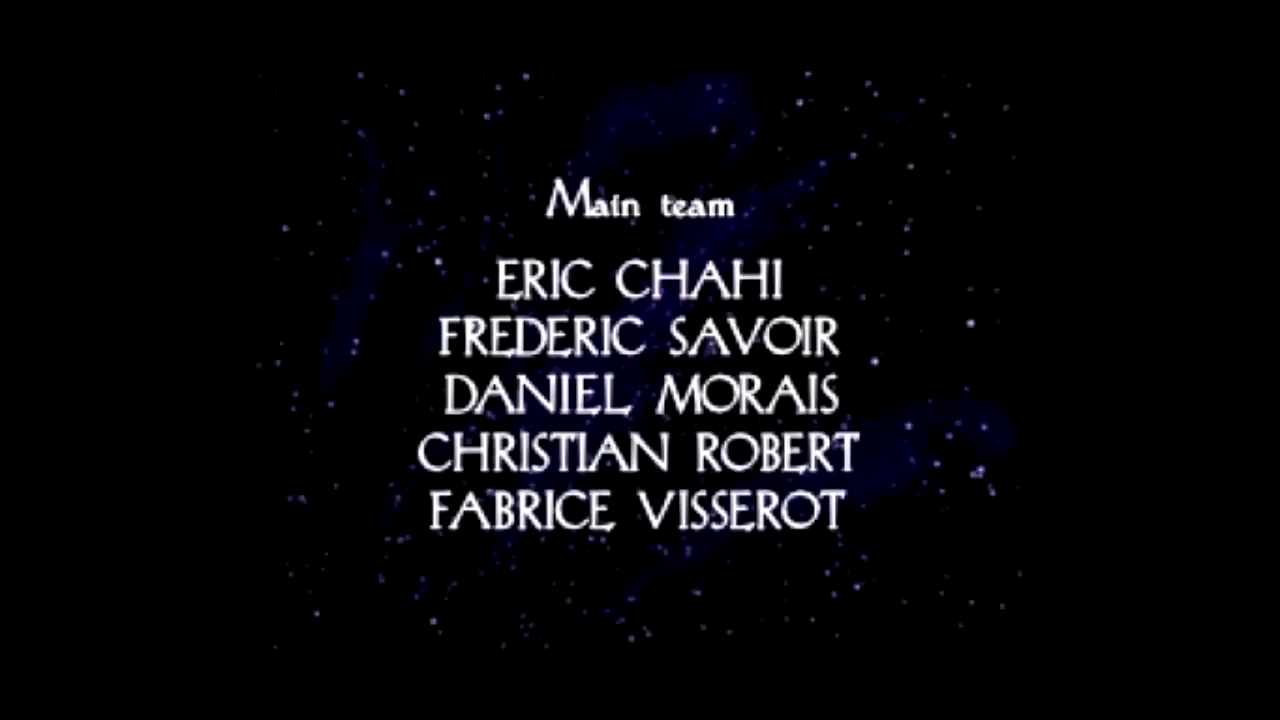 Main team
ERIC CHAHI
FREDERIC SAVOIR
DANIEL MORAIS
CHRISTIAN ROBERT
FABRICE VISSEROT